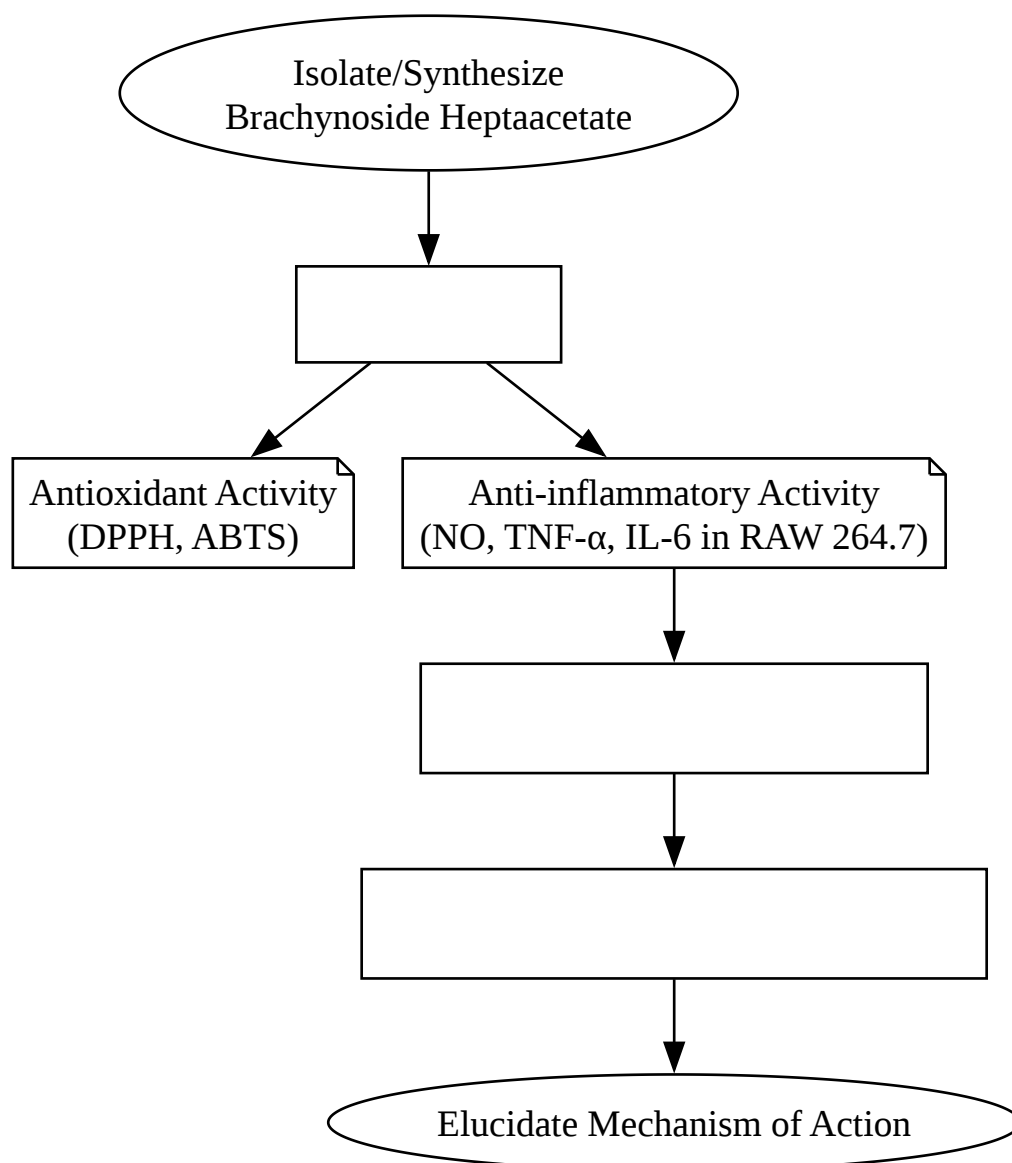 Isolate/Synthesize
Brachynoside Heptaacetate
Antioxidant Activity
(DPPH, ABTS)
Anti-inflammatory Activity
(NO, TNF-α, IL-6 in RAW 264.7)
Elucidate Mechanism of Action